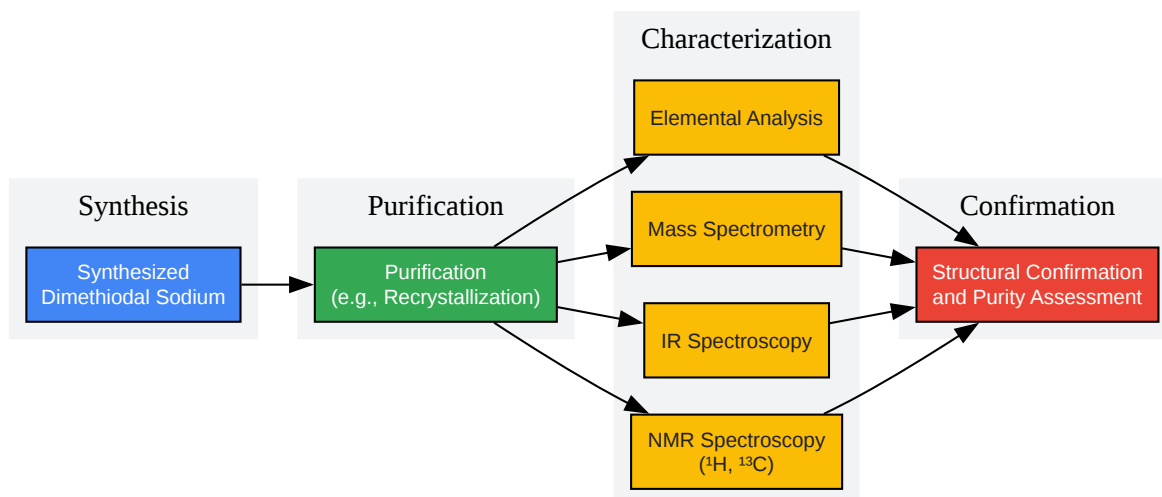 Characterization
Elemental Analysis
Synthesis
Purification
Confirmation
Mass Spectrometry
Synthesized
Dimethiodal Sodium
Purification
(e.g., Recrystallization)
Structural Confirmation
and Purity Assessment
IR Spectroscopy
NMR Spectroscopy
(¹H, ¹³C)